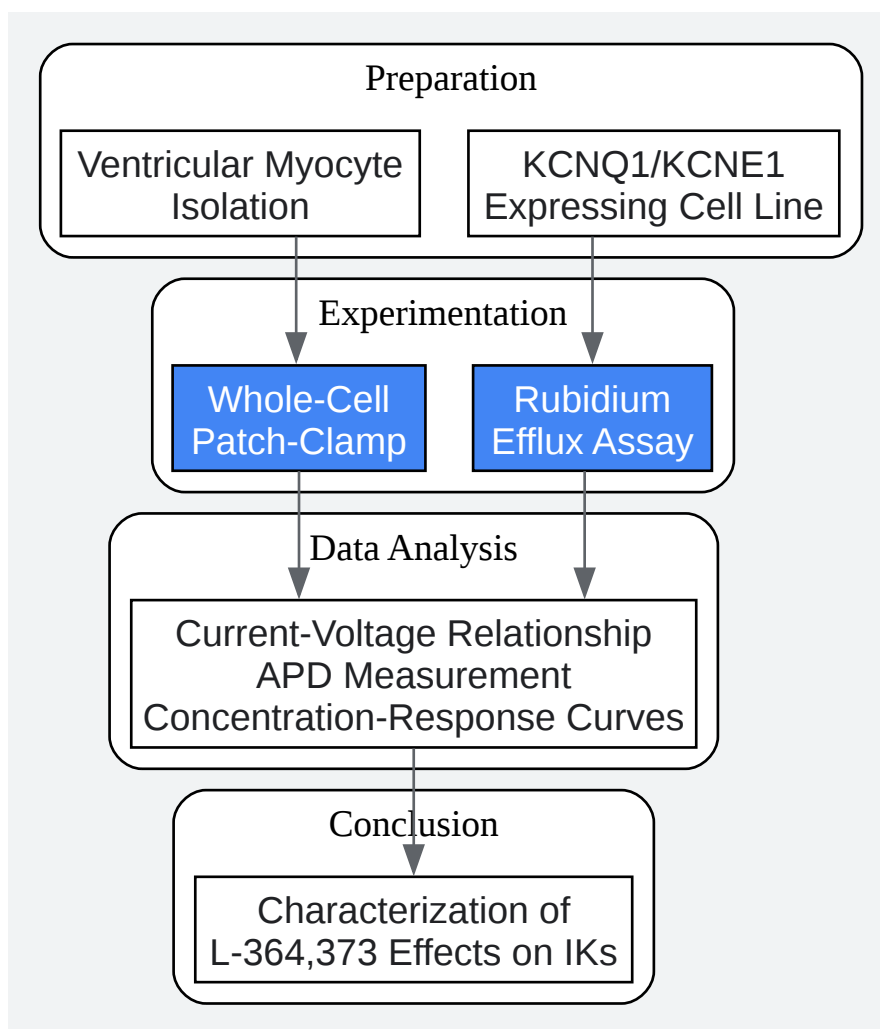 Preparation
Ventricular Myocyte
Isolation
KCNQ1/KCNE1
Expressing Cell Line
Experimentation
Whole-Cell
Patch-Clamp
Rubidium
Efflux Assay
Data Analysis
Current-Voltage Relationship
APD Measurement
Concentration-Response Curves
Conclusion
Characterization of
L-364,373 Effects on IKs